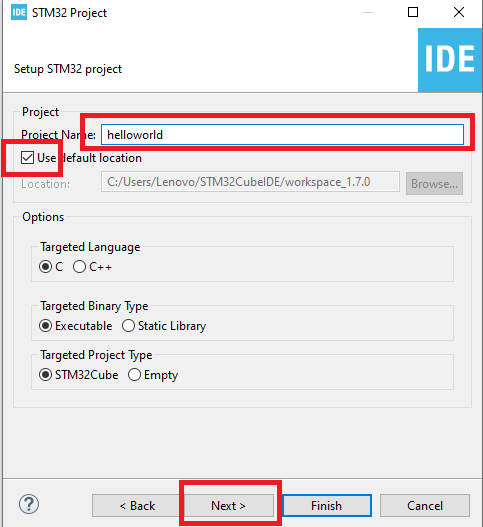 IDE STM32 Project
Setup STM32 project
IDE
Project
Project Name: helloworld
Use default location
Location: C:/Users/Lenovo/STM32CubeIDE/workspace_1.7.0 Browse...
Options
Targeted Language
C C++
Targeted Binary Type
Executable Static Library
Targeted Project Type
STM32Cube Empty
? < Back Next > Finish Cancel